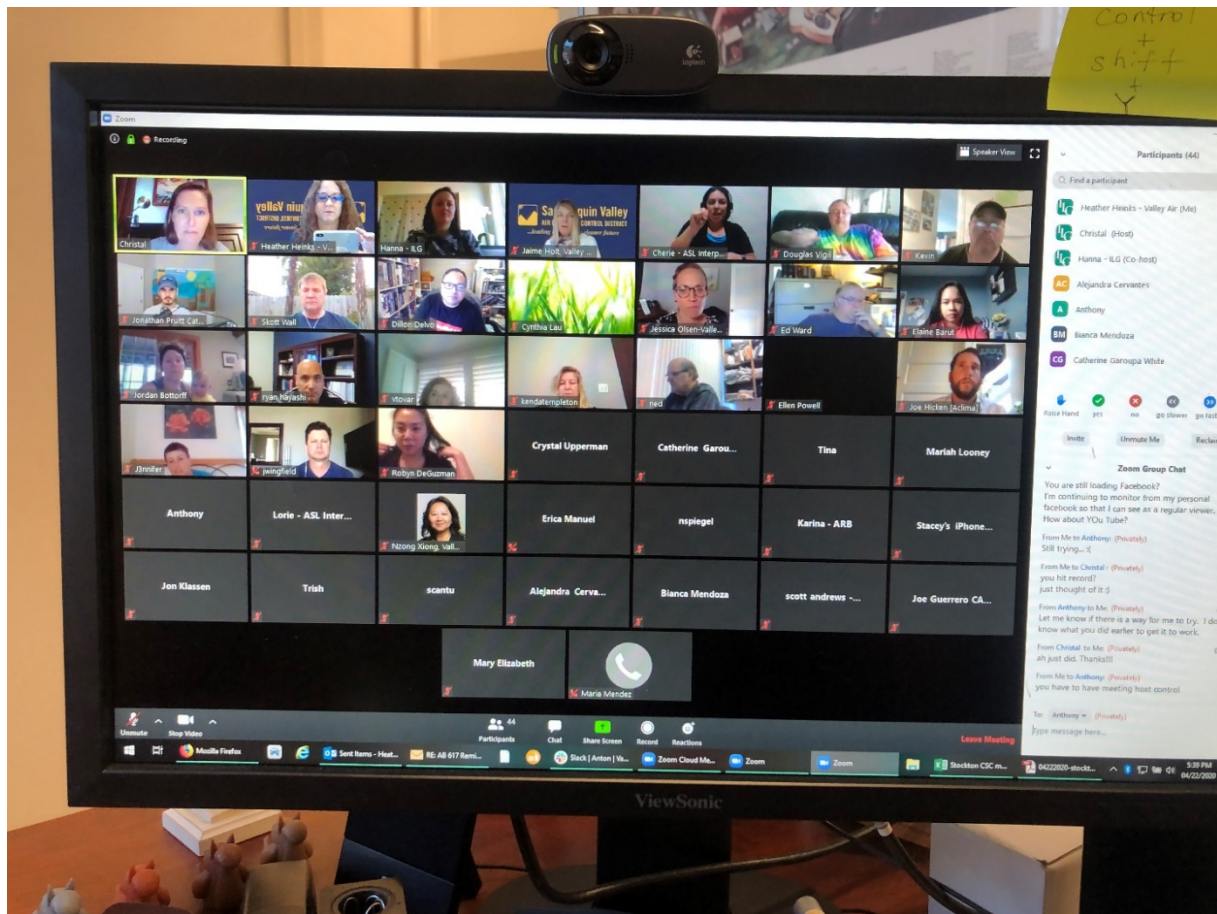 Control
+
shift
+
Y
Logitech
Zoom
Recording
Speaker View
Christal
Heather Heinks - V...
Hanna - ILG
Jaime Holt, Valley ...
Cherie - ASL Interp...
Douglas Vigil
Kevin
Jonathan Pruitt Cat...
Skott Wall
Dillon Delvo
Cynthia Lau
Jessica Olsen-Valle...
Ed Ward
Elaine Barut
Jordan Bottorff
ryan hayashi
vtovar
kendatempleton
ned
Ellen Powell
Joe Hicken [Aclima]
J3nnifer
jwingfield
Robyn DeGuzman
Crystal Upperman
Catherine Garou...
Tina
Mariah Looney
Anthony
Lorie - ASL Inter...
Nzong Xiong, Vall...
Erica Manuel
nspiegel
Karina - ARB
Stacey's iPhone...
Jon Klassen
Trish
scantu
Alejandra Cerva...
Bianca Mendoza
scott andrews -...
Joe Guerrero CA...
Mary Elizabeth
Maria Mendez
Participants (44)
Find a participant
Heather Heinks - Valley Air (Me)
Christal (Host)
Hanna - ILG (Co-host)
AC Alejandra Cervantes
A Anthony
BM Bianca Mendoza
CG Catherine Garoupa White
Raise Hand yes no go slower
Invite Unmute Me
Zoom Group Chat
You are still loading Facebook?
I'm continuing to monitor from my personal
facebook so that I can see as a regular viewer.
How about YOu Tube?
From Me to Anthony: (Privately)
Still trying... :(
From Me to Christal : (Privately)
you hit record?
just thought of it :)
From Anthony to Me: (Privately)
Let me know if there is a way for me to try. I do
know what you did earlier to get it to work.
From Christal to Me: (Privately)
ah just did. Thanks!!!
From Me to Anthony: (Privately)
you have to have meeting host control
To: Anthony (Privately)
Type message here...
Unmute Stop Video Participants 44 Chat Share Screen Record Reactions Leave Meeting
Mozilla Firefox Sent Items - Heat... RE: AB 617 Remi... Slack | Anton | Va... Zoom Cloud Me... Zoom Zoom Stockton CSC m... 04222020-stockt... 5:39 PM
04/22/2020
ViewSonic